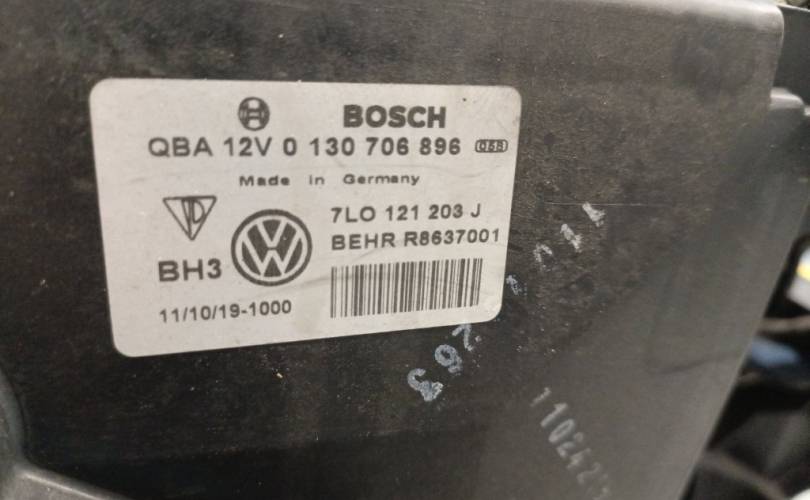 BOSCH
QBA 12V 0 130 706 896
Made in Germany
7L0 121 203 J
BEHR R8637001
BH3
11/10/19-1000